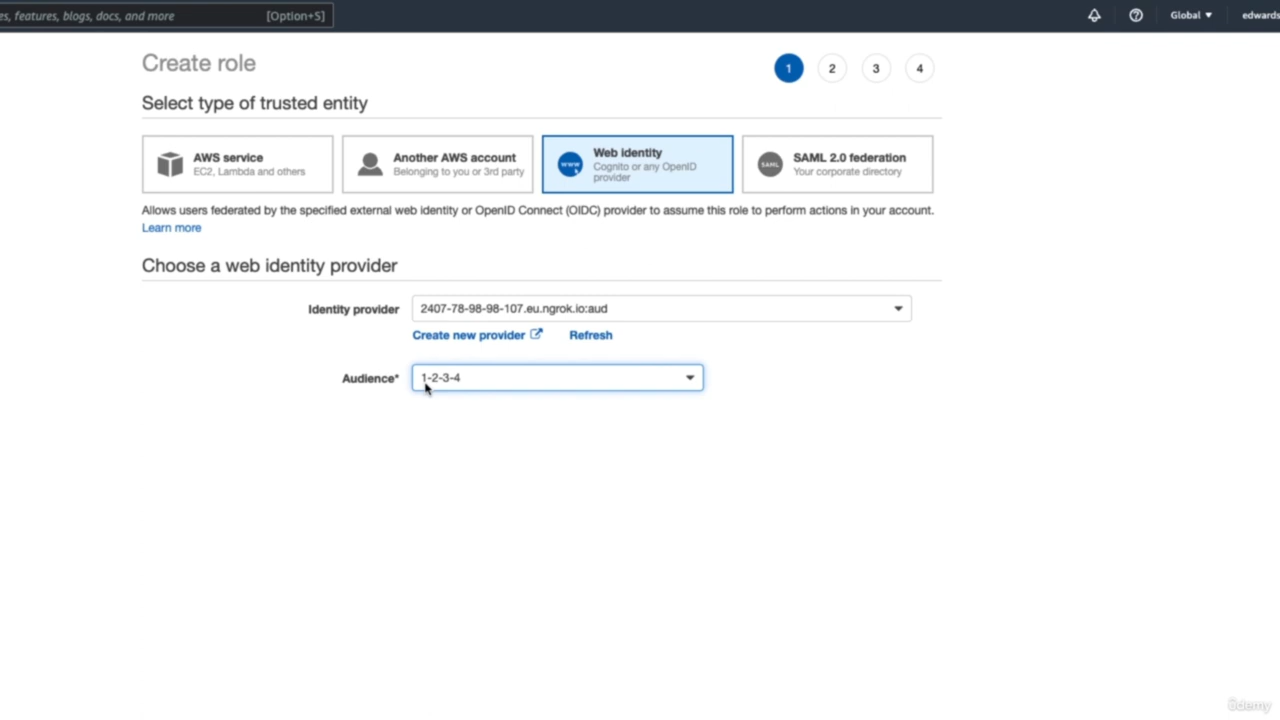 es, features, blogs, docs, and more [Option+S] Global ▼ edwards
Create role 1 2 3 4
Select type of trusted entity
AWS service
EC2, Lambda and others
Another AWS account
Belonging to you or 3rd party
www
Web identity
Cognito or any OpenID
provider
SAML
SAML 2.0 federation
Your corporate directory
Allows users federated by the specified external web identity or OpenID Connect (OIDC) provider to assume this role to perform actions in your account.
Learn more
Choose a web identity provider
Identity provider 2407-78-98-98-107.eu.ngrok.io:aud
Create new provider Refresh
Audience* 1-2-3-4
ûdemy